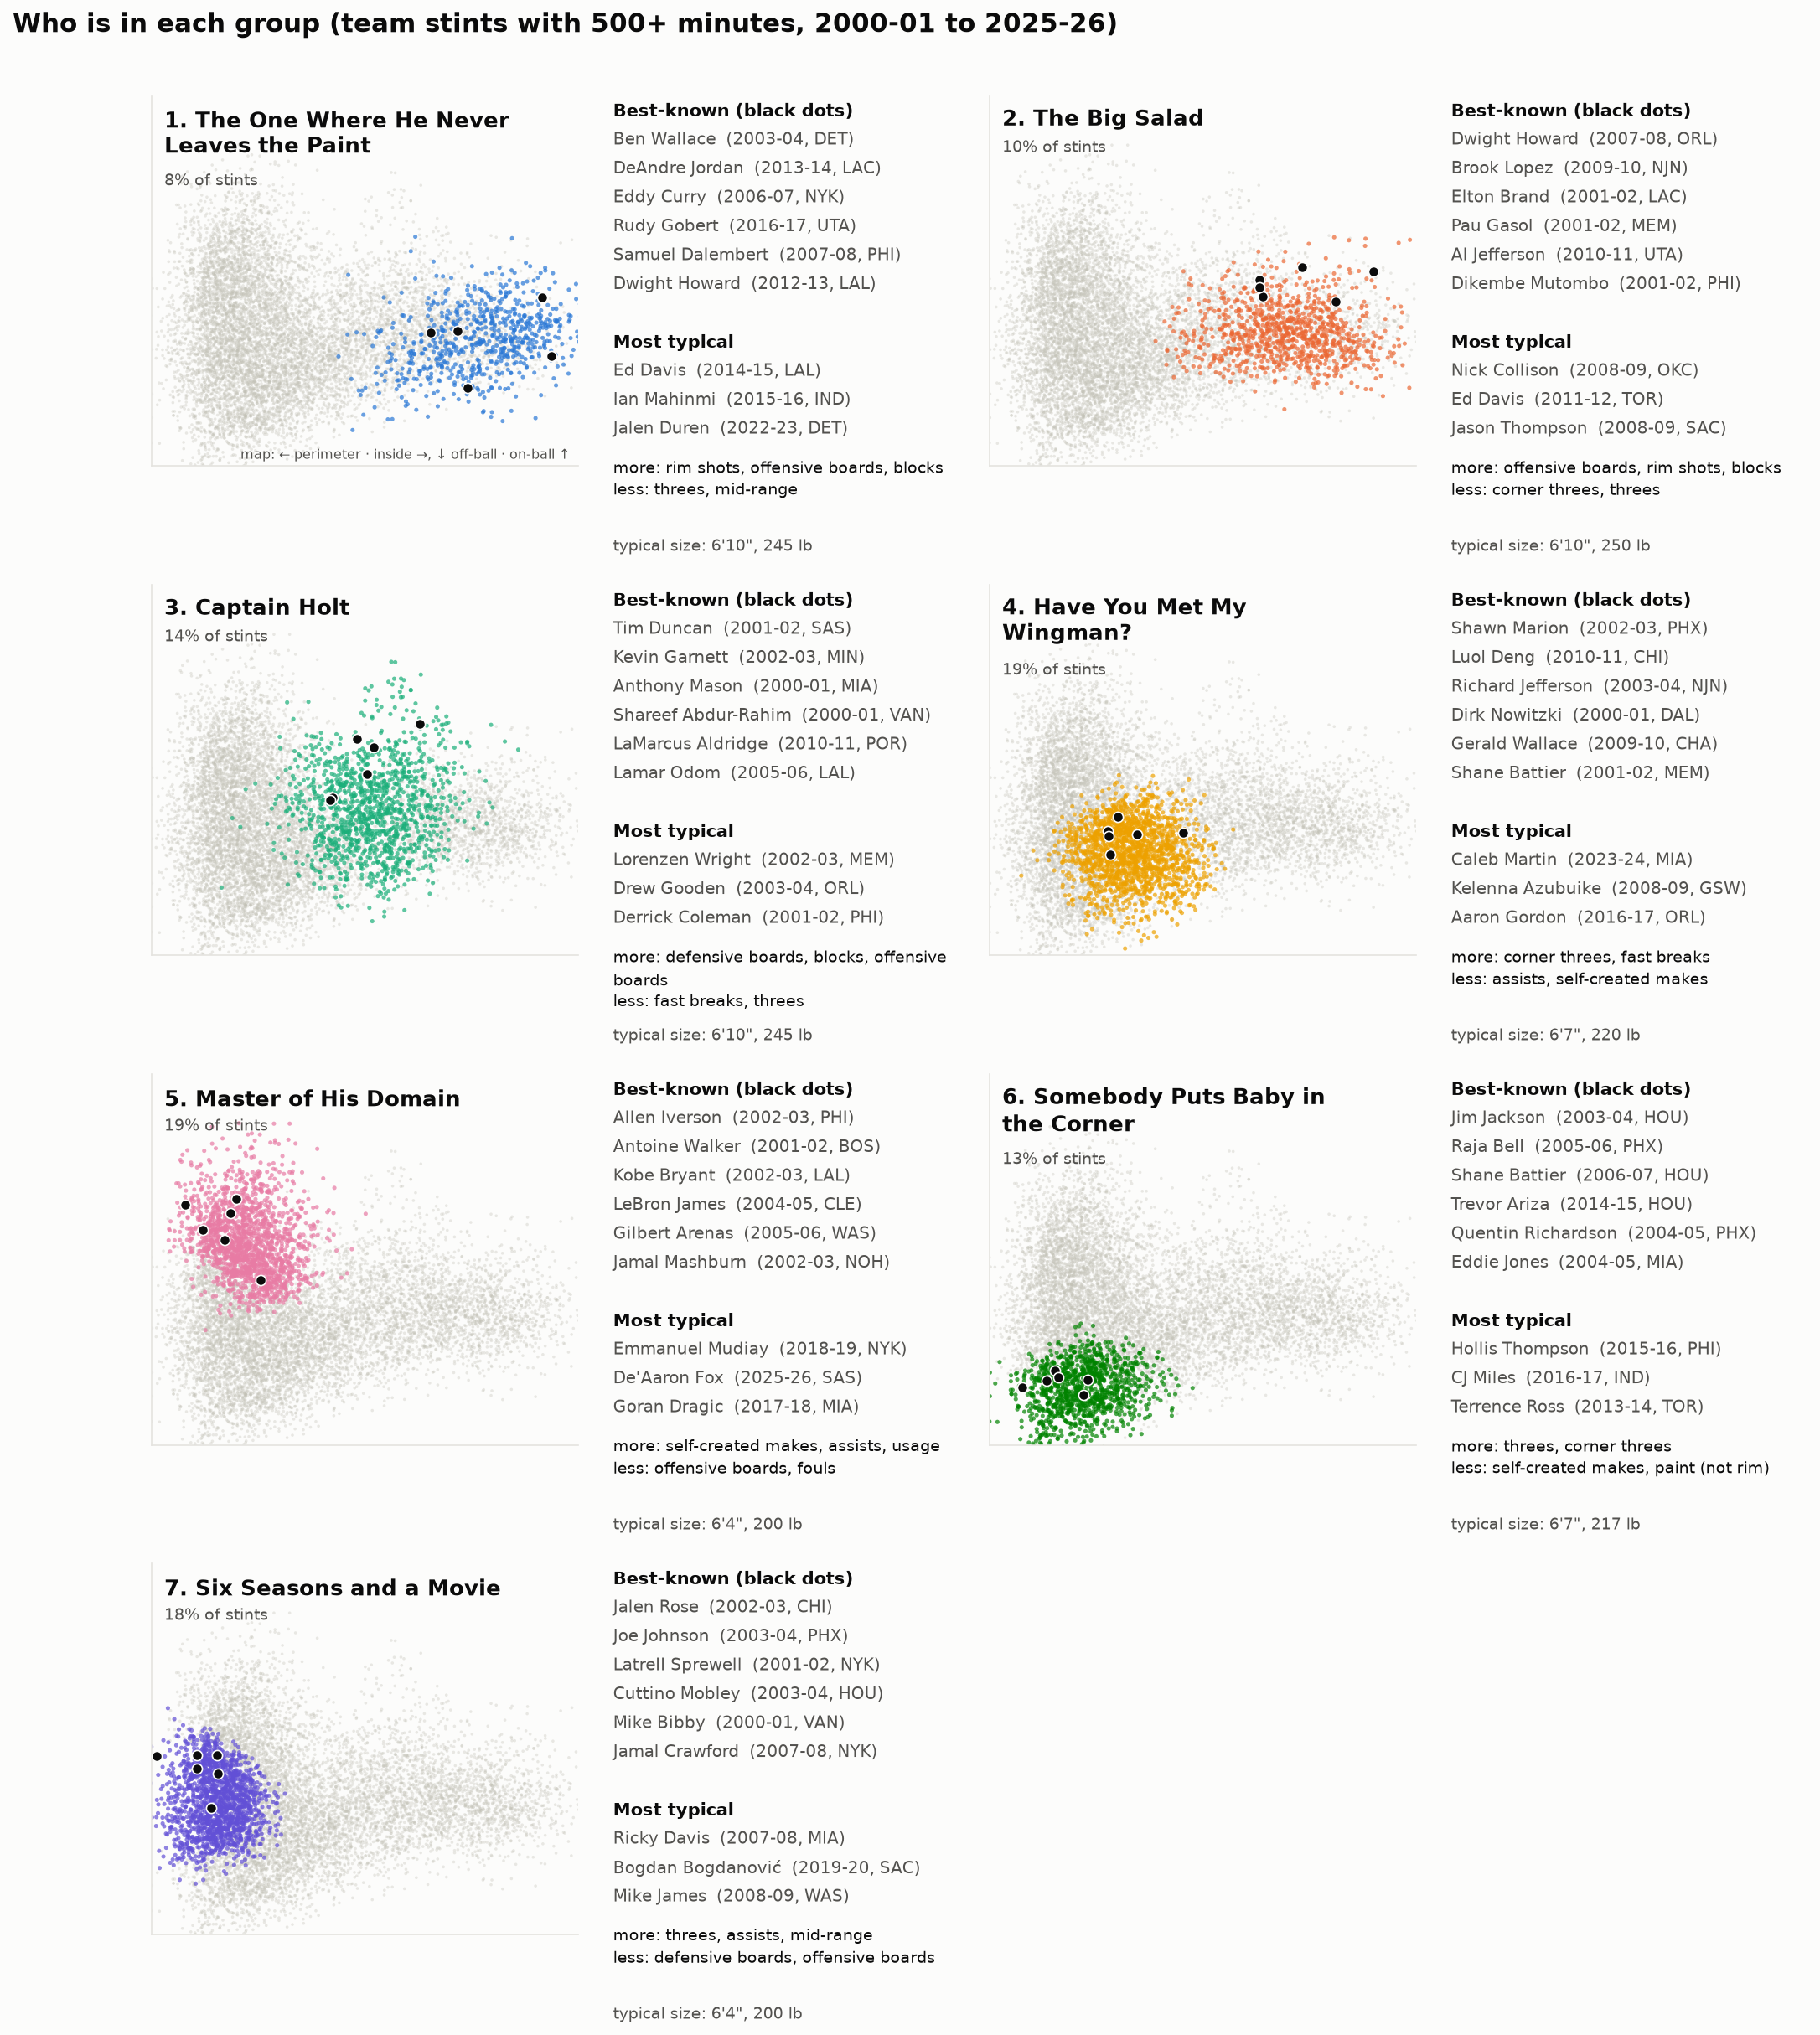 Who is in each group (team stints with 500+ minutes, 2000-01 to 2025-26)
1. The One Where He Never
Leaves the Paint
8% of stints
map: ← perimeter · inside →, ↓ off-ball · on-ball ↑
Best-known (black dots)
Ben Wallace (2003-04, DET)
DeAndre Jordan (2013-14, LAC)
Eddy Curry (2006-07, NYK)
Rudy Gobert (2016-17, UTA)
Samuel Dalembert (2007-08, PHI)
Dwight Howard (2012-13, LAL)
Most typical
Ed Davis (2014-15, LAL)
Ian Mahinmi (2015-16, IND)
Jalen Duren (2022-23, DET)
more: rim shots, offensive boards, blocks
less: threes, mid-range
typical size: 6'10", 245 lb
2. The Big Salad
10% of stints
Best-known (black dots)
Dwight Howard (2007-08, ORL)
Brook Lopez (2009-10, NJN)
Elton Brand (2001-02, LAC)
Pau Gasol (2001-02, MEM)
Al Jefferson (2010-11, UTA)
Dikembe Mutombo (2001-02, PHI)
Most typical
Nick Collison (2008-09, OKC)
Ed Davis (2011-12, TOR)
Jason Thompson (2008-09, SAC)
more: offensive boards, rim shots, blocks
less: corner threes, threes
typical size: 6'10", 250 lb
3. Captain Holt
14% of stints
Best-known (black dots)
Tim Duncan (2001-02, SAS)
Kevin Garnett (2002-03, MIN)
Anthony Mason (2000-01, MIA)
Shareef Abdur-Rahim (2000-01, VAN)
LaMarcus Aldridge (2010-11, POR)
Lamar Odom (2005-06, LAL)
Most typical
Lorenzen Wright (2002-03, MEM)
Drew Gooden (2003-04, ORL)
Derrick Coleman (2001-02, PHI)
more: defensive boards, blocks, offensive
boards
less: fast breaks, threes
typical size: 6'10", 245 lb
4. Have You Met My
Wingman?
19% of stints
Best-known (black dots)
Shawn Marion (2002-03, PHX)
Luol Deng (2010-11, CHI)
Richard Jefferson (2003-04, NJN)
Dirk Nowitzki (2000-01, DAL)
Gerald Wallace (2009-10, CHA)
Shane Battier (2001-02, MEM)
Most typical
Caleb Martin (2023-24, MIA)
Kelenna Azubuike (2008-09, GSW)
Aaron Gordon (2016-17, ORL)
more: corner threes, fast breaks
less: assists, self-created makes
typical size: 6'7", 220 lb
5. Master of His Domain
19% of stints
Best-known (black dots)
Allen Iverson (2002-03, PHI)
Antoine Walker (2001-02, BOS)
Kobe Bryant (2002-03, LAL)
LeBron James (2004-05, CLE)
Gilbert Arenas (2005-06, WAS)
Jamal Mashburn (2002-03, NOH)
Most typical
Emmanuel Mudiay (2018-19, NYK)
De'Aaron Fox (2025-26, SAS)
Goran Dragic (2017-18, MIA)
more: self-created makes, assists, usage
less: offensive boards, fouls
typical size: 6'4", 200 lb
6. Somebody Puts Baby in
the Corner
13% of stints
Best-known (black dots)
Jim Jackson (2003-04, HOU)
Raja Bell (2005-06, PHX)
Shane Battier (2006-07, HOU)
Trevor Ariza (2014-15, HOU)
Quentin Richardson (2004-05, PHX)
Eddie Jones (2004-05, MIA)
Most typical
Hollis Thompson (2015-16, PHI)
CJ Miles (2016-17, IND)
Terrence Ross (2013-14, TOR)
more: threes, corner threes
less: self-created makes, paint (not rim)
typical size: 6'7", 217 lb
7. Six Seasons and a Movie
18% of stints
Best-known (black dots)
Jalen Rose (2002-03, CHI)
Joe Johnson (2003-04, PHX)
Latrell Sprewell (2001-02, NYK)
Cuttino Mobley (2003-04, HOU)
Mike Bibby (2000-01, VAN)
Jamal Crawford (2007-08, NYK)
Most typical
Ricky Davis (2007-08, MIA)
Bogdan Bogdanović (2019-20, SAC)
Mike James (2008-09, WAS)
more: threes, assists, mid-range
less: defensive boards, offensive boards
typical size: 6'4", 200 lb